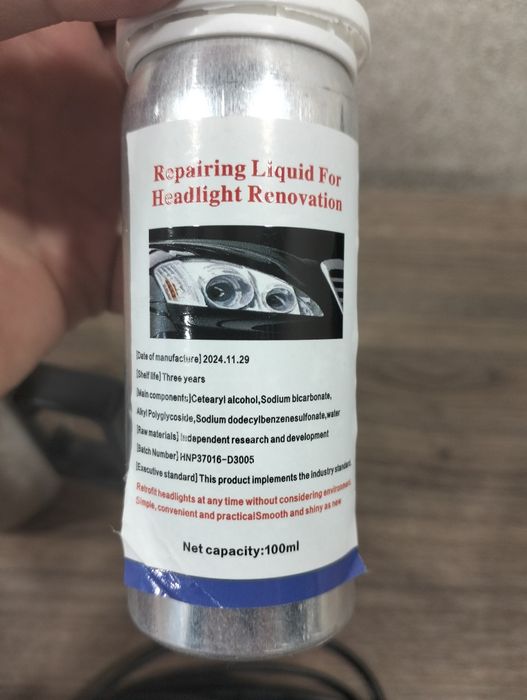 Repairing Liquid For
Headlight Renovation
[Date of manufacture] 2024.11.29
[Shelf life] Three years
[Main components]Cetearyl alcohol,Sodium bicarbonate,
Alkyl Polyglycoside,Sodium dodecylbenzenesulfonate,water
[Raw materials] Independent research and development
[Batch Number] HNP37016-D3005
[Executive standard] This product implements the Industry standard.
Retrofit headlights at any time without considering environment.
Simple, convenient and practicalSmooth and shiny as new
Net capacity:100ml